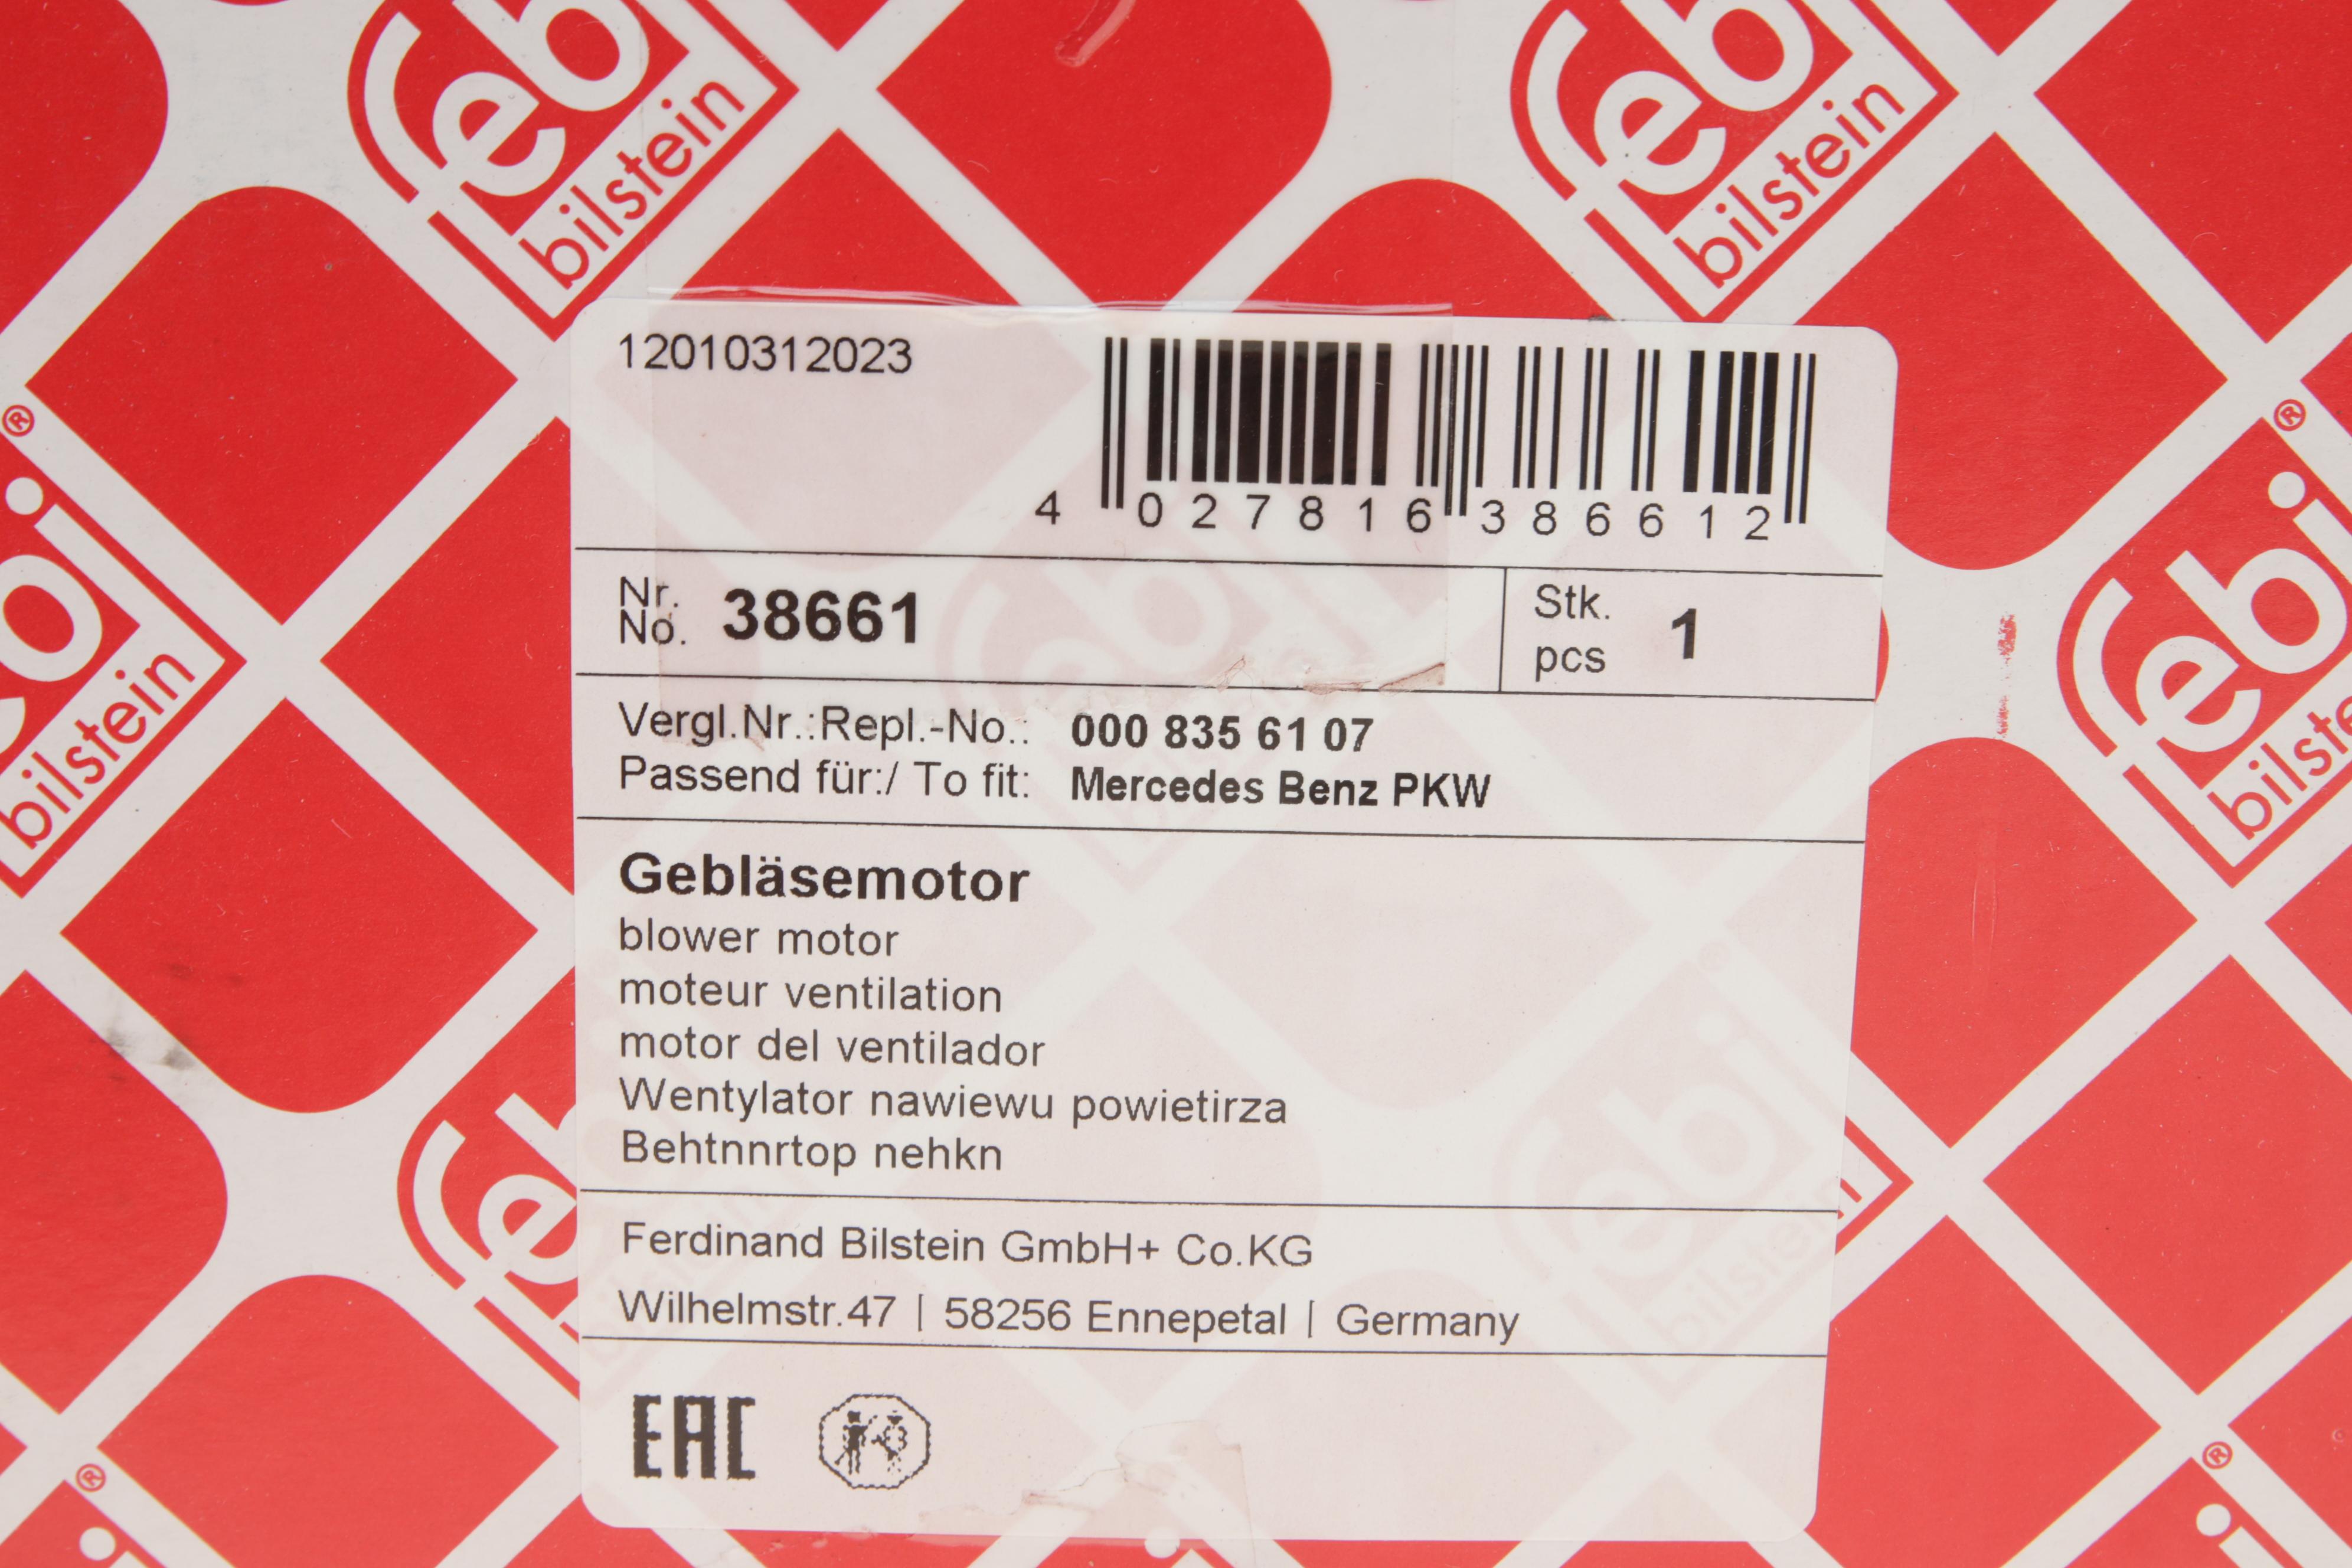 febi
bilstein
febi
bilstein
12010312023
4 027816 386612
Nr.
No. 38661
Stk.
pcs 1
Vergl.Nr.:Repl.-No.: 000 835 61 07
Passend für:/ To fit: Mercedes Benz PKW
Gebläsemotor
blower motor
moteur ventilation
motor del ventilador
Wentylator nawiewu powietirza
Behtnnrtop nehkn
Ferdinand Bilstein GmbH+ Co.KG
Wilhelmstr.47 | 58256 Ennepetal | Germany
EAC
®
febi
bilstein
®
febi
bilste
feb
bilstein
®
®